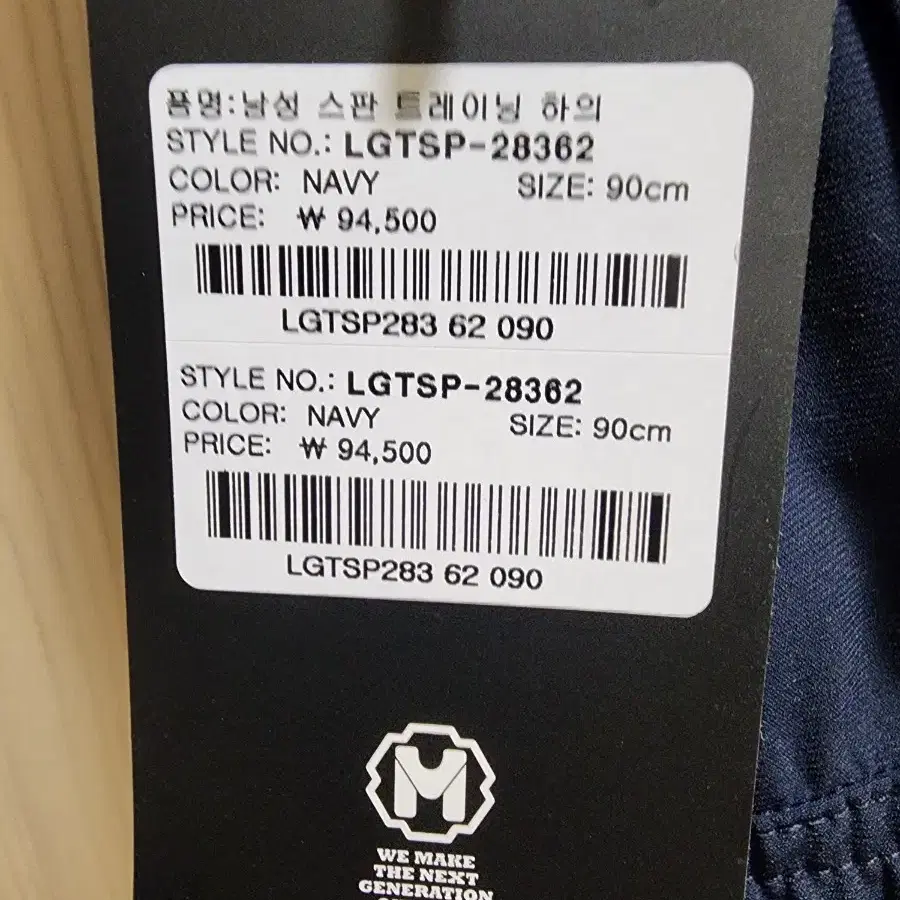 품명:남성 스판 트레이닝 하의
STYLE NO.: LGTSP-28362
COLOR: NAVY SIZE: 90cm
PRICE: ₩ 94,500
LGTSP283 62 090
STYLE NO.: LGTSP-28362
COLOR: NAVY SIZE: 90cm
PRICE: ₩ 94,500
LGTSP283 62 090
M
WE MAKE
THE NEXT
GENERATION